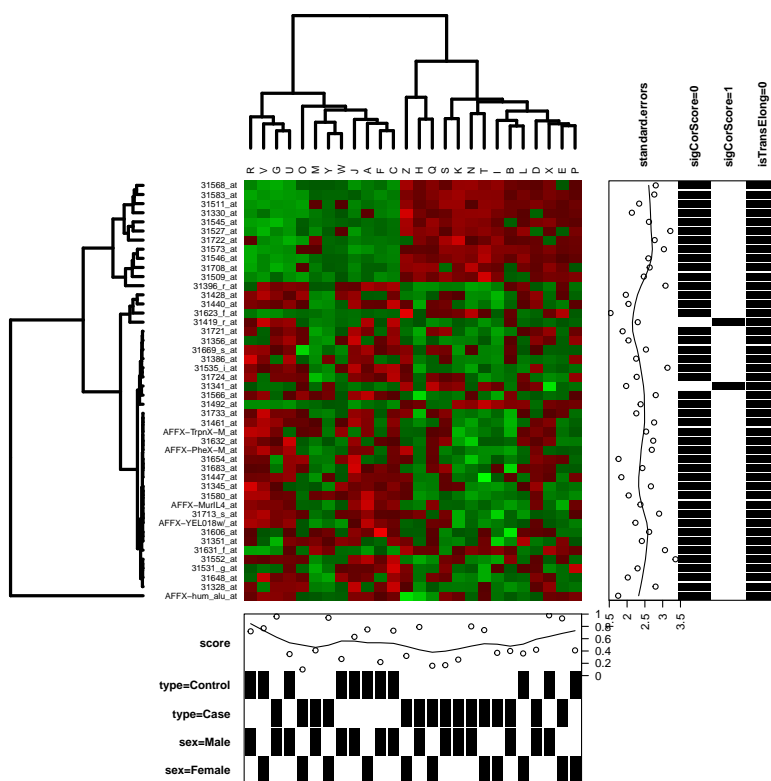 standard.errors
sigCorScore=0
sigCorScore=1
isTransElong=0
R V G U O M Y W J A F C Z H Q S K N T I B L D X E P
31568_at
31583_at
31511_at
31330_at
31545_at
31527_at
31722_at
31573_at
31546_at
31708_at
31509_at
31396_r_at
31428_at
31440_at
31623_f_at
31419_r_at
31721_at
31356_at
31669_s_at
31386_at
31535_i_at
31724_at
31341_at
31566_at
31492_at
31733_at
31461_at
AFFX-TrpnX-M_at
31632_at
AFFX-PheX-M_at
31654_at
31683_at
31447_at
31345_at
31580_at
AFFX-MurIL4_at
31713_s_at
AFFX-YEL018w/_at
31606_at
31351_at
31631_f_at
31552_at
31531_g_at
31648_at
31328_at
AFFX-hum_alu_at
1.5 2 2.5 3 3.5
score
1
0.8
0.6
0.4
0.2
0
type=Control
type=Case
sex=Male
sex=Female